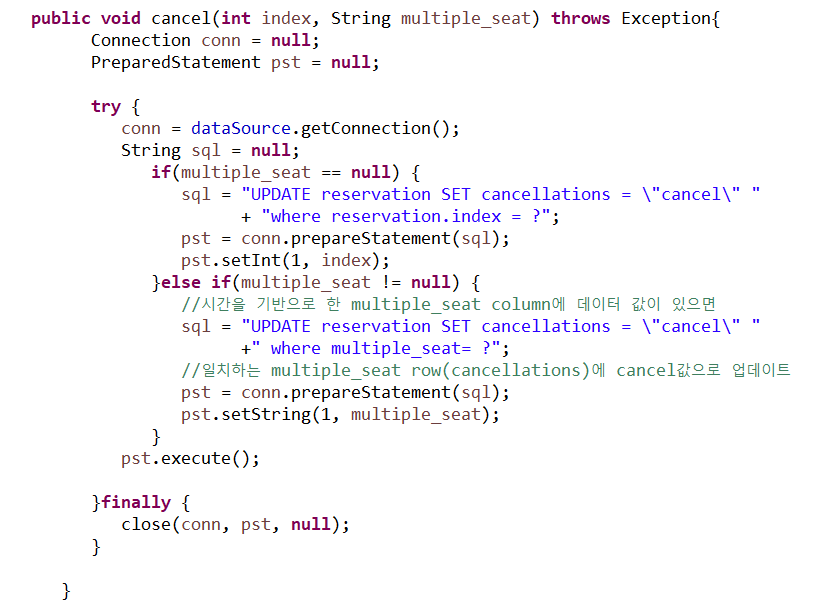 public void cancel(int index, String multiple_seat) throws Exception{
Connection conn = null;
PreparedStatement pst = null;
try {
conn = dataSource.getConnection();
String sql = null;
if(multiple_seat == null) {
sql = "UPDATE reservation SET cancellations = \"cancel\" "
+ "where reservation.index = ?";
pst = conn.prepareStatement(sql);
pst.setInt(1, index);
}else if(multiple_seat != null) {
//시간을 기반으로 한 multiple_seat column에 데이터 값이 있으면
sql = "UPDATE reservation SET cancellations = \"cancel\" "
+" where multiple_seat= ?";
//일치하는 multiple_seat row(cancellations)에 cancel값으로 업데이트
pst = conn.prepareStatement(sql);
pst.setString(1, multiple_seat);
}
pst.execute();
}finally {
close(conn, pst, null);
}
}